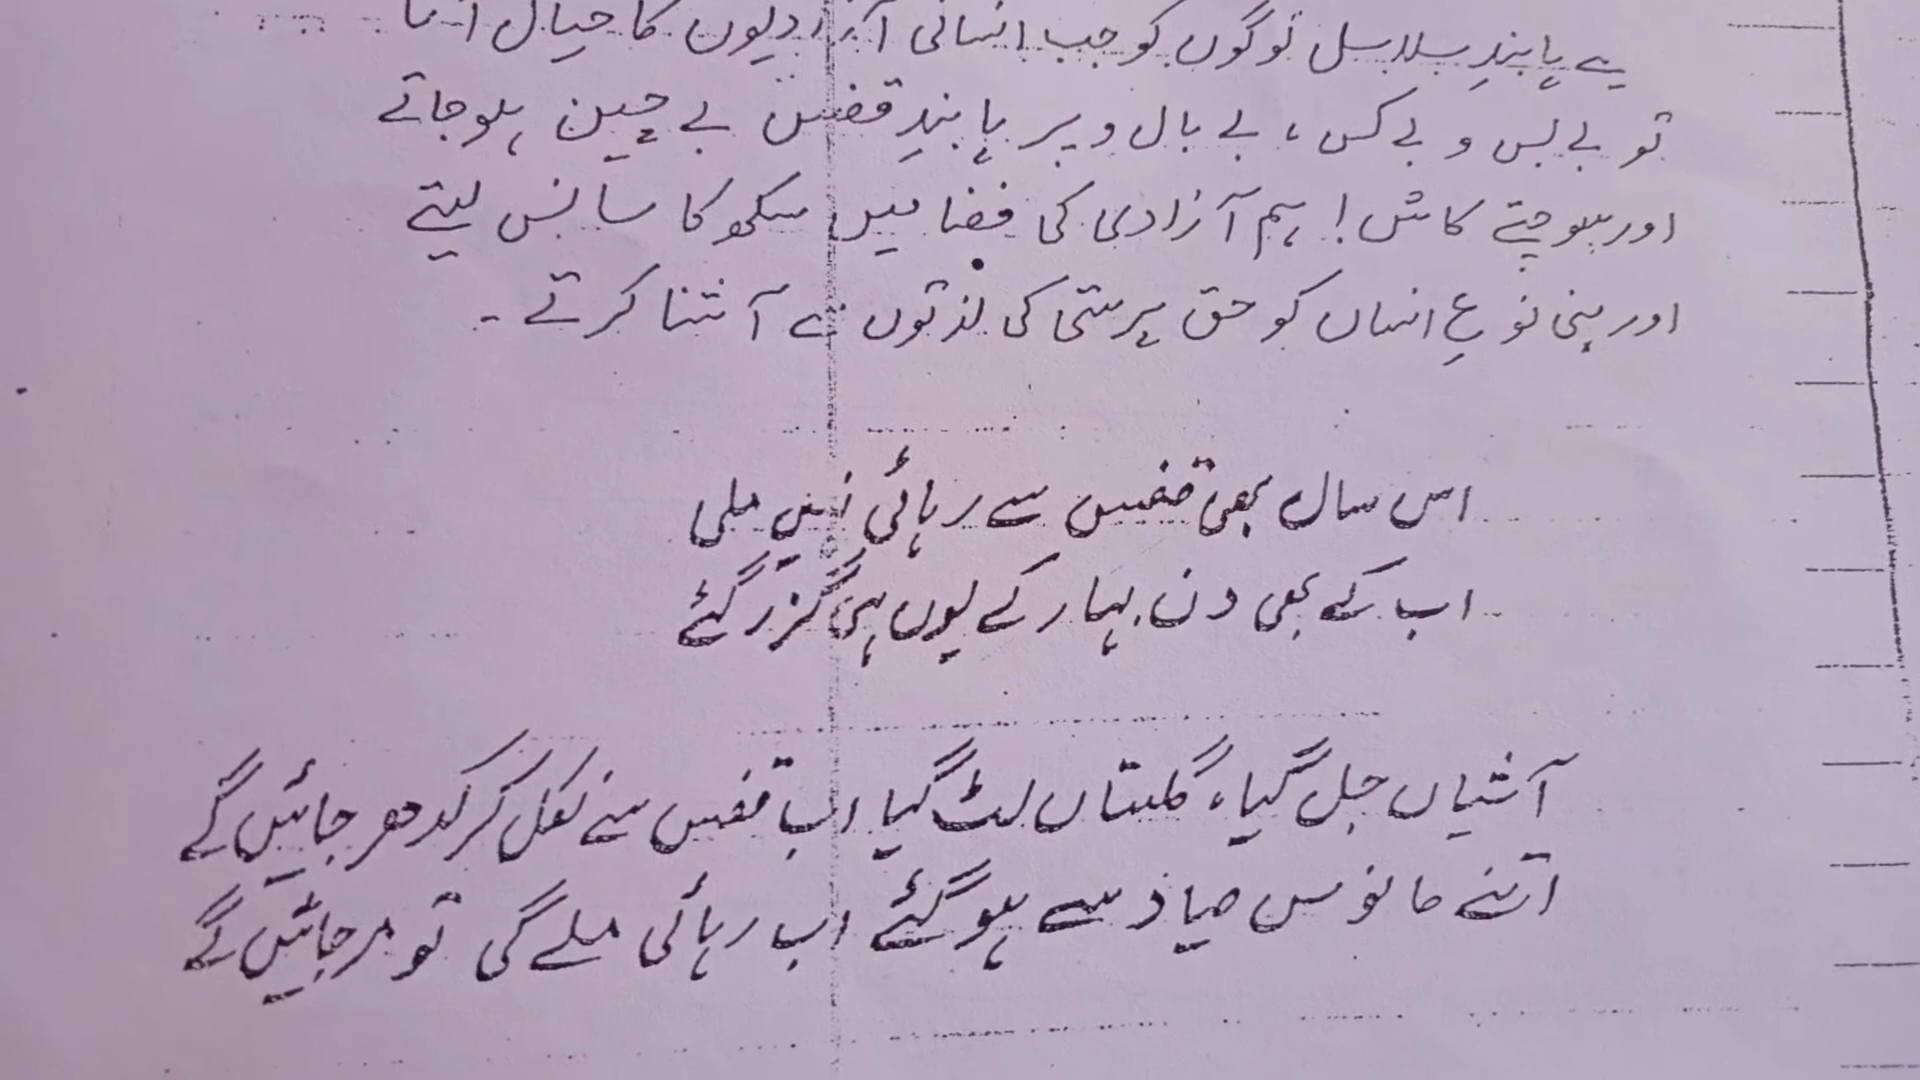 یہ پابندِ سلاسل لوگوں کو جب انسانی آزادیوں کا خیال آتا
تو بے بس و بے کس ، بے بال و پر پابندِ قفس بے چین ہو جاتے
اور سوچتے کاش ! ہم آزادی کی فضا میں سکھ کا سانس لیتے
اور بنی نوعِ انساں کو حق پرستی کی لذتوں سے آشنا کرتے ۔
اس سال بھی قفس سے رہائی نہیں ملی
اب کے بھی دن بہار کے یوں ہی گزر گئے
آشیاں جل گیا، گلستاں لٹ گیا اب قفس سے نکل کر کدھر جائیں گے
اتنے مانوس صیاد سے ہو گئے اب رہائی ملے گی تو مر جائیں گے